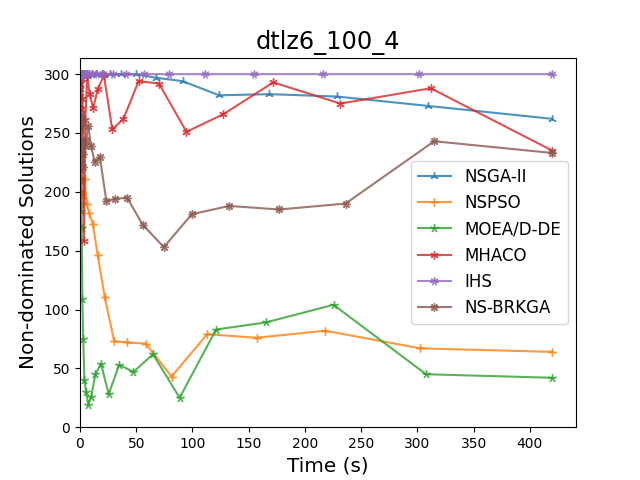 dtlz6_100_4
Non-dominated Solutions
300
250
200
150
100
50
0
0 50 100 150 200 250 300 350 400
Time (s)
NSGA-II
NSPSO
MOEA/D-DE
MHACO
IHS
NS-BRKGA